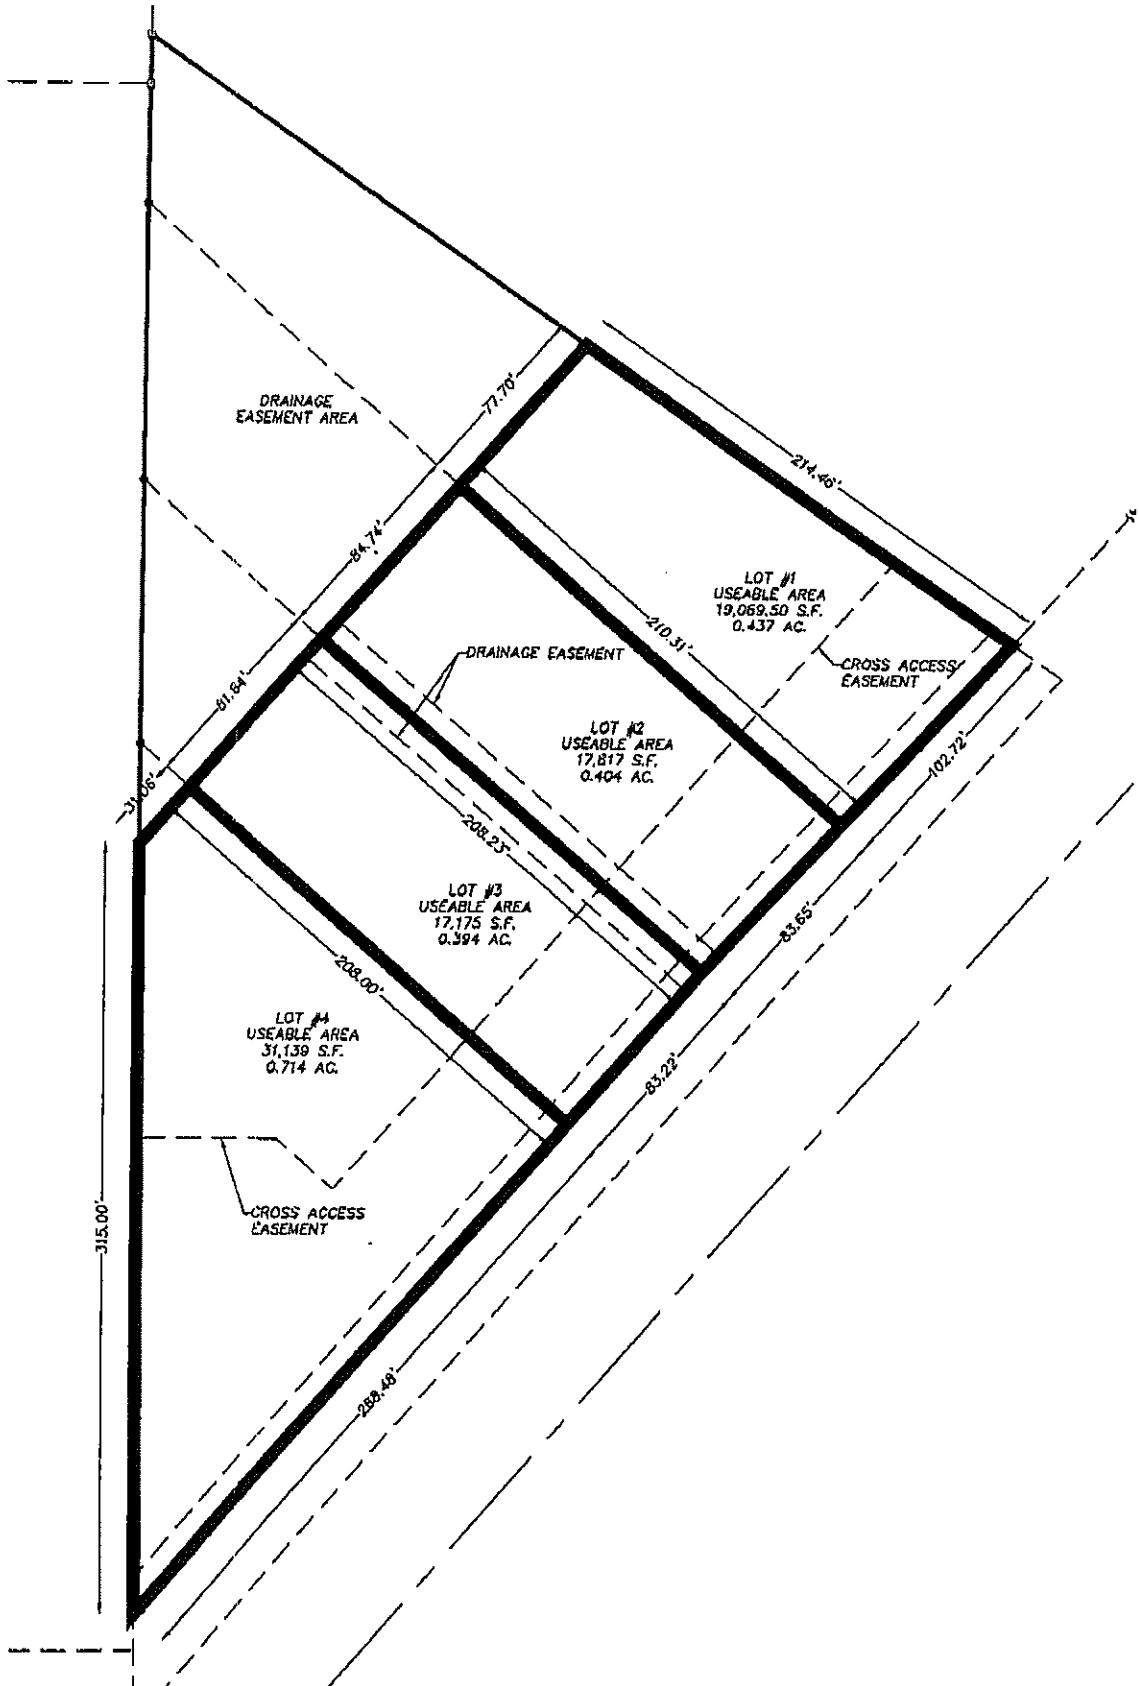 DRAINAGE
EASEMENT AREA
77.70'
214.46'
84.74'
LOT #1
USEABLE AREA
19,069.50 S.F.
0.437 AC.
210.31'
DRAINAGE EASEMENT
CROSS ACCESS
EASEMENT
81.84'
LOT #2
USEABLE AREA
17,817 S.F.
0.404 AC.
102.72'
31.06'
208.23'
LOT #3
USEABLE AREA
17,175 S.F.
0.394 AC.
83.65'
208.00'
LOT #4
USEABLE AREA
31,139 S.F.
0.714 AC.
83.22'
CROSS ACCESS
EASEMENT
315.00'
288.48'